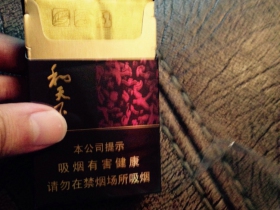 和天下
本公司提示
吸烟有害健康
请勿在禁烟场所吸烟